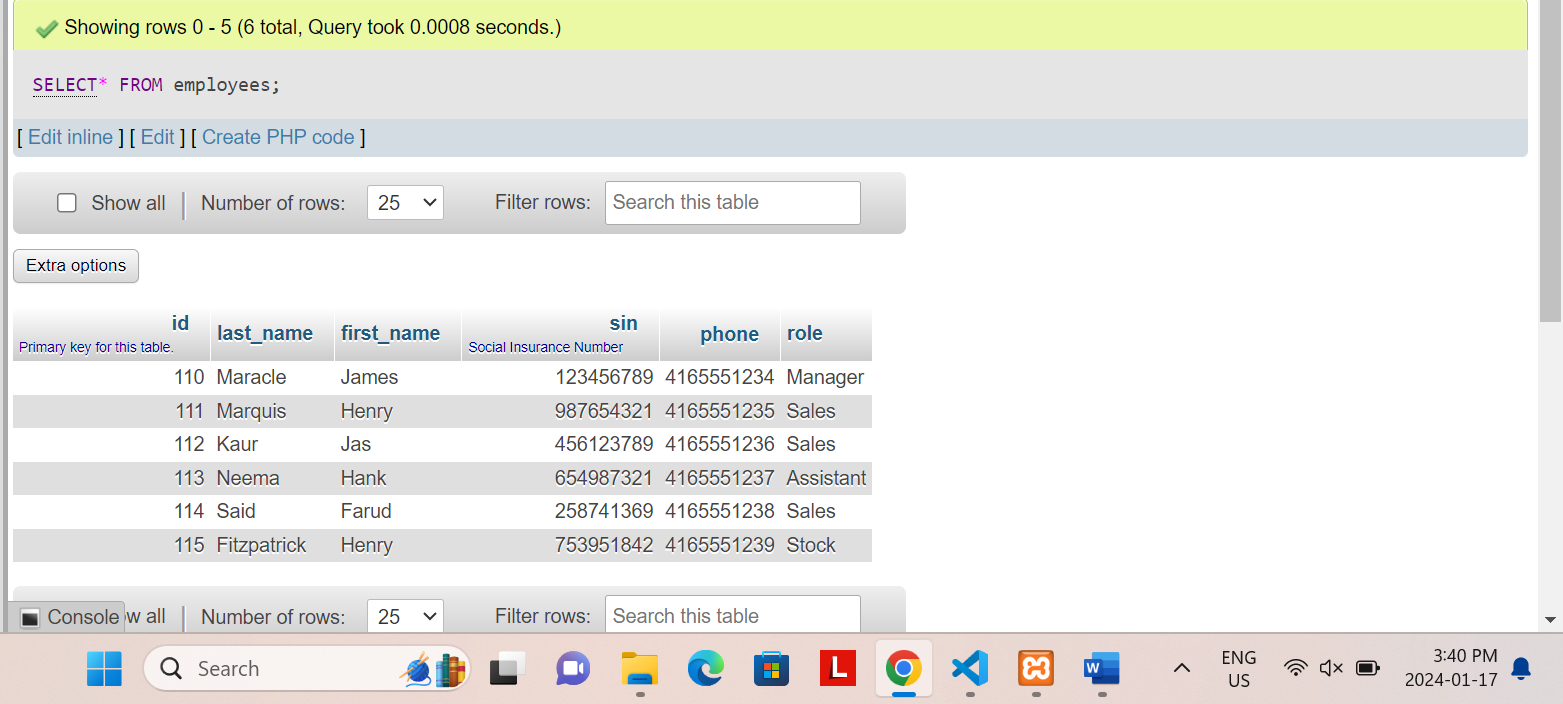 Showing rows 0 - 5 (6 total, Query took 0.0008 seconds.)
SELECT* FROM employees;
[ Edit inline ] [ Edit ] [ Create PHP code ]
Show all | Number of rows: 25 Filter rows: Search this table
Extra options
id last_name first_name sin phone role
Primary key for this table. Social Insurance Number
110 Maracle James 123456789 4165551234 Manager
111 Marquis Henry 987654321 4165551235 Sales
112 Kaur Jas 456123789 4165551236 Sales
113 Neema Hank 654987321 4165551237 Assistant
114 Said Farud 258741369 4165551238 Sales
115 Fitzpatrick Henry 753951842 4165551239 Stock
Console w all | Number of rows: 25 Filter rows: Search this table
Search L W ENG 3:40 PM
US 2024-01-17